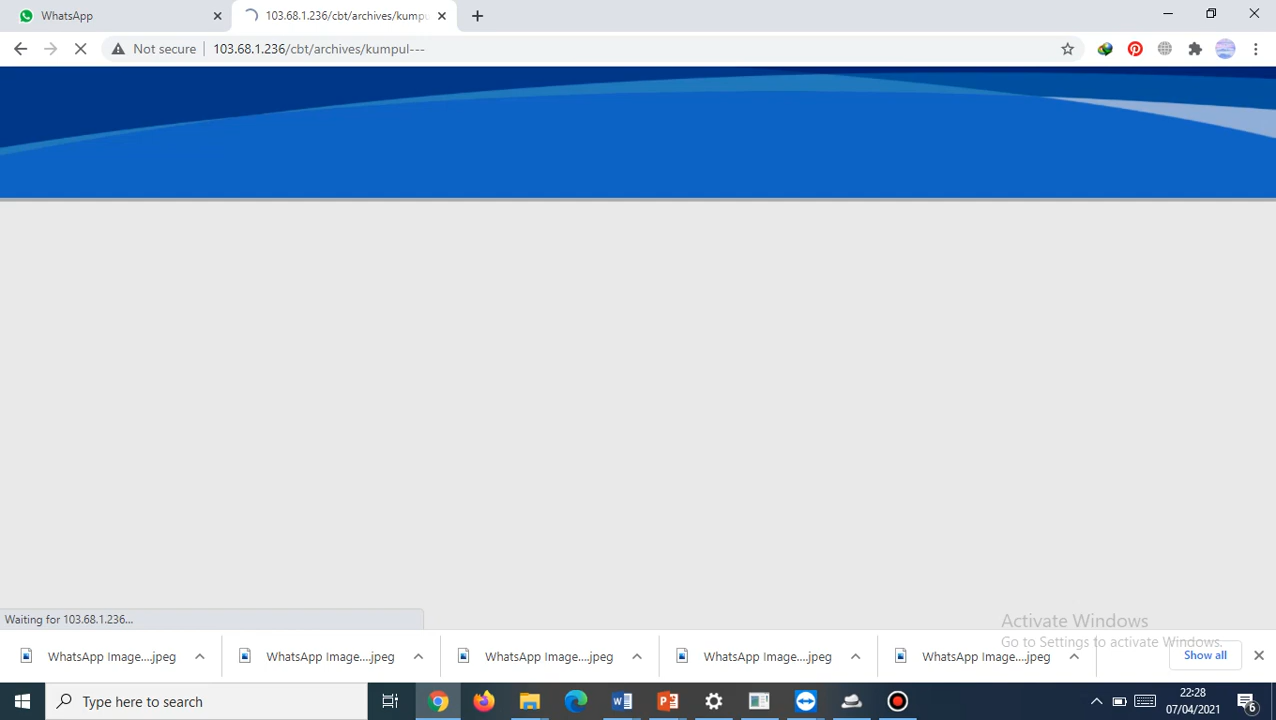 WhatsApp
103.68.1.236/cbt/archives/kumpu
Not secure
103.68.1.236/cbt/archives/kumpul---
Waiting for 103.68.1.236...
Activate Windows
Go to Settings to activate Windows.
WhatsApp Image....jpeg
WhatsApp Image....jpeg
WhatsApp Image....jpeg
WhatsApp Image....jpeg
WhatsApp Image....jpeg
Show all
Type here to search
22:28
07/04/2021
6